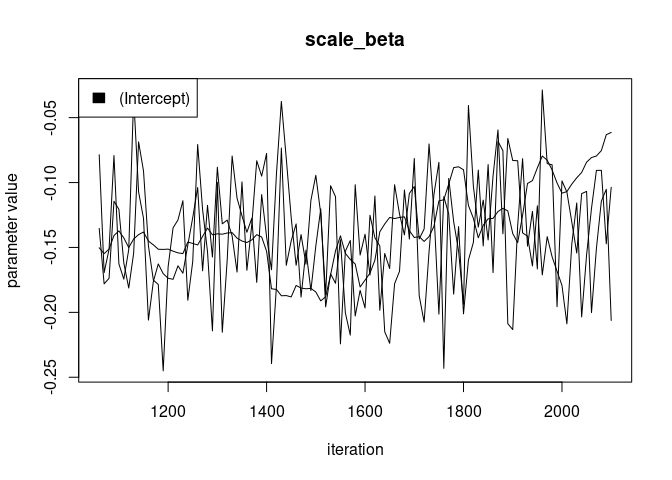 scale_beta
(Intercept)
parameter value
-0.05
-0.10
-0.15
-0.20
-0.25
1200 1400 1600 1800 2000
iteration